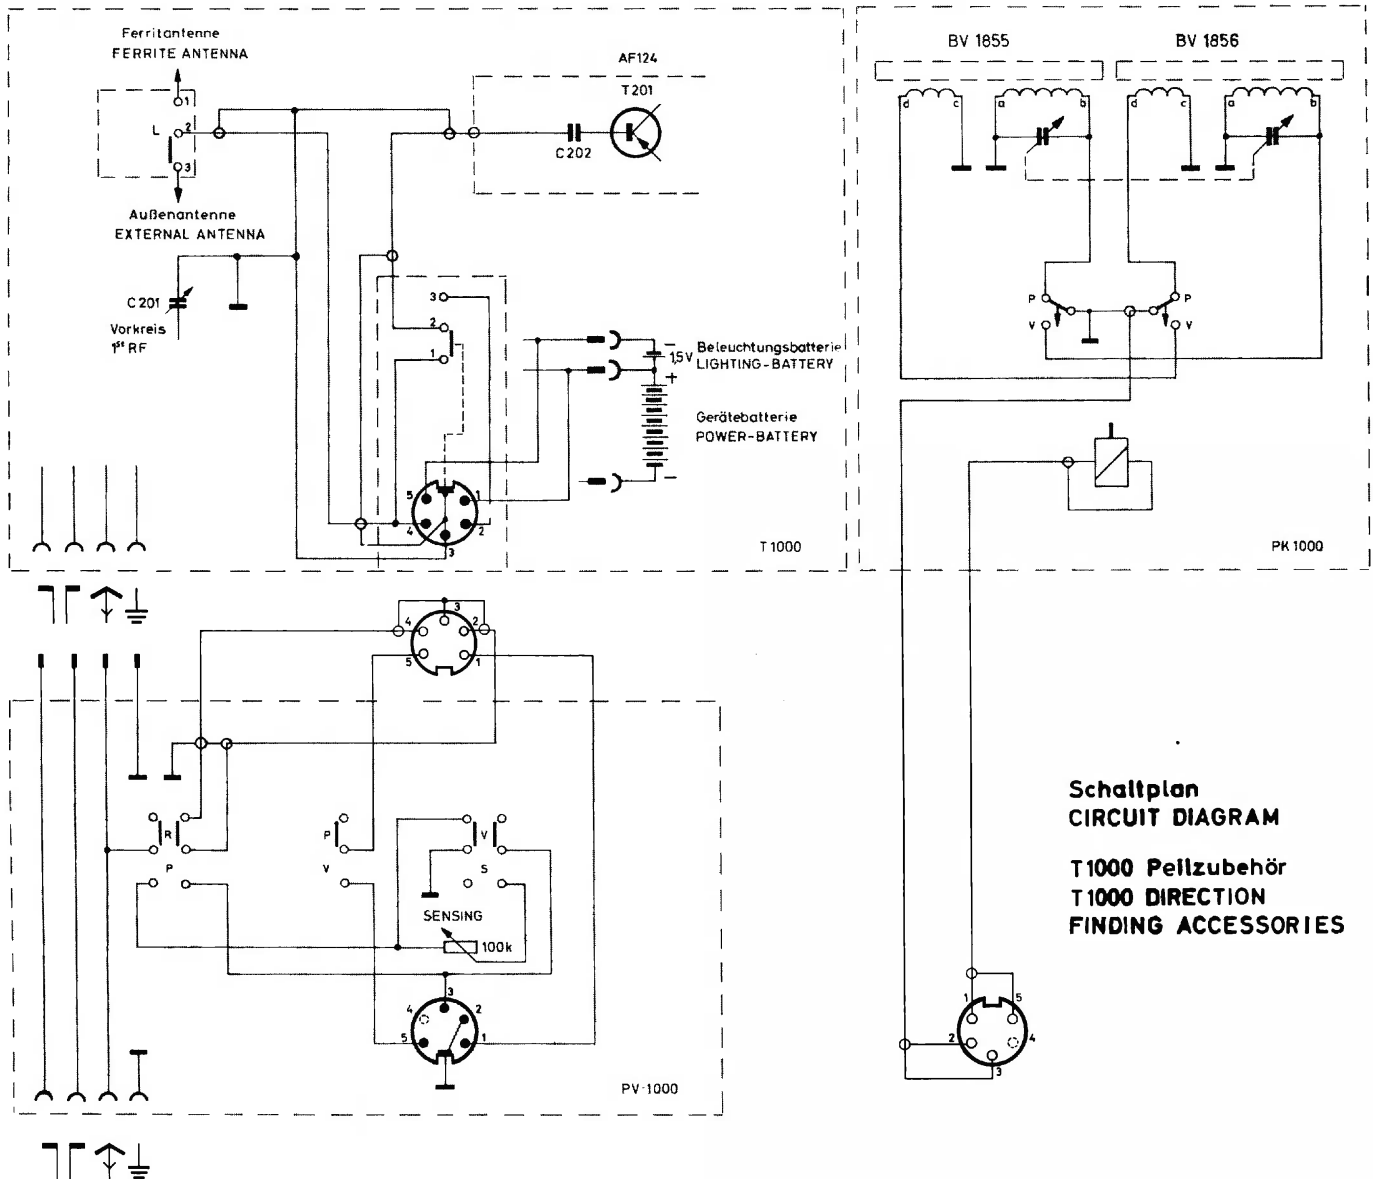 Ferritantenne
FERRITE ANTENNA
1
L 2
3
Außenantenne
EXTERNAL ANTENNA
C 201
Vorkreis
1st RF
AF124
T 201
C 202
3
2
1
– 1,5V
+
–
Beleuchtungsbatterie
LIGHTING-BATTERY
Gerätebatterie
POWER-BATTERY
5 1
4 2
3
T 1000
BV 1855
BV 1856
d c a b
d c a b
P P
V V
PK 1000
3
4 2
5 1
R
P
P
V
V
S
SENSING
100k
3
4 2
5 1
PV-1000
Schaltplan
CIRCUIT DIAGRAM
T1000 Peilzubehör
T1000 DIRECTION
FINDING ACCESSORIES
1 5
2 4
3